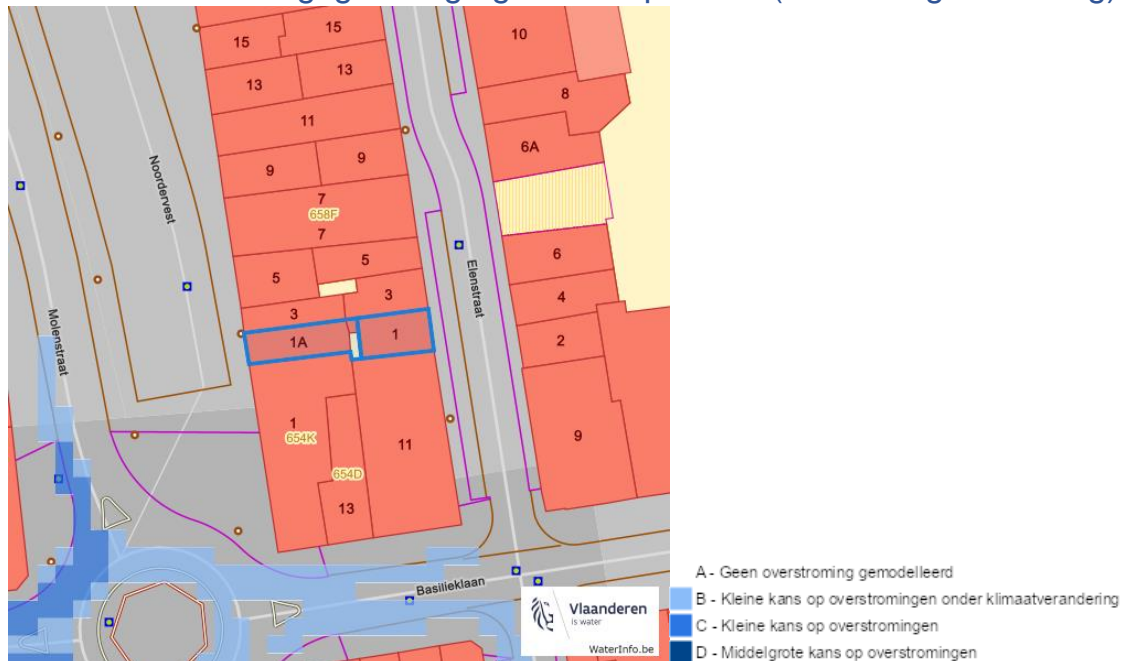 15
15
10
13
13
8
11
6A
9
9
Noordervest
7
658F
7
6
5
5
Elenstraat
3
4
3
1A
1
2
Molenstraat
1
654K
11
9
654D
13
Basilieklaan
Vlaanderen
is water
WaterInfo.be
A - Geen overstroming gemodelleerd
B - Kleine kans op overstromingen onder klimaatverandering
C - Kleine kans op overstromingen
D - Middelgrote kans op overstromingen